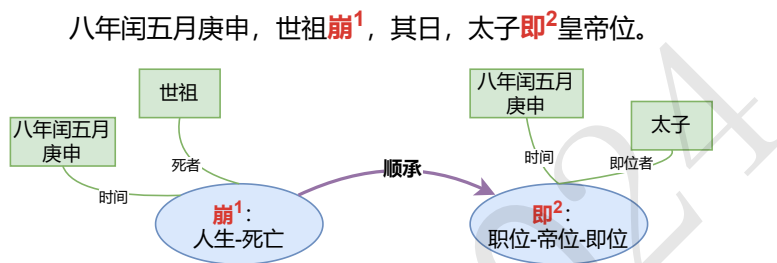 八年闰五月庚申，世祖崩1，其日，太子即2皇帝位。
世祖
八年闰五月
庚申
死者
时间
崩1：
人生-死亡
顺承
八年闰五月
庚申
太子
时间
即位者
即2：
职位-帝位-即位
024